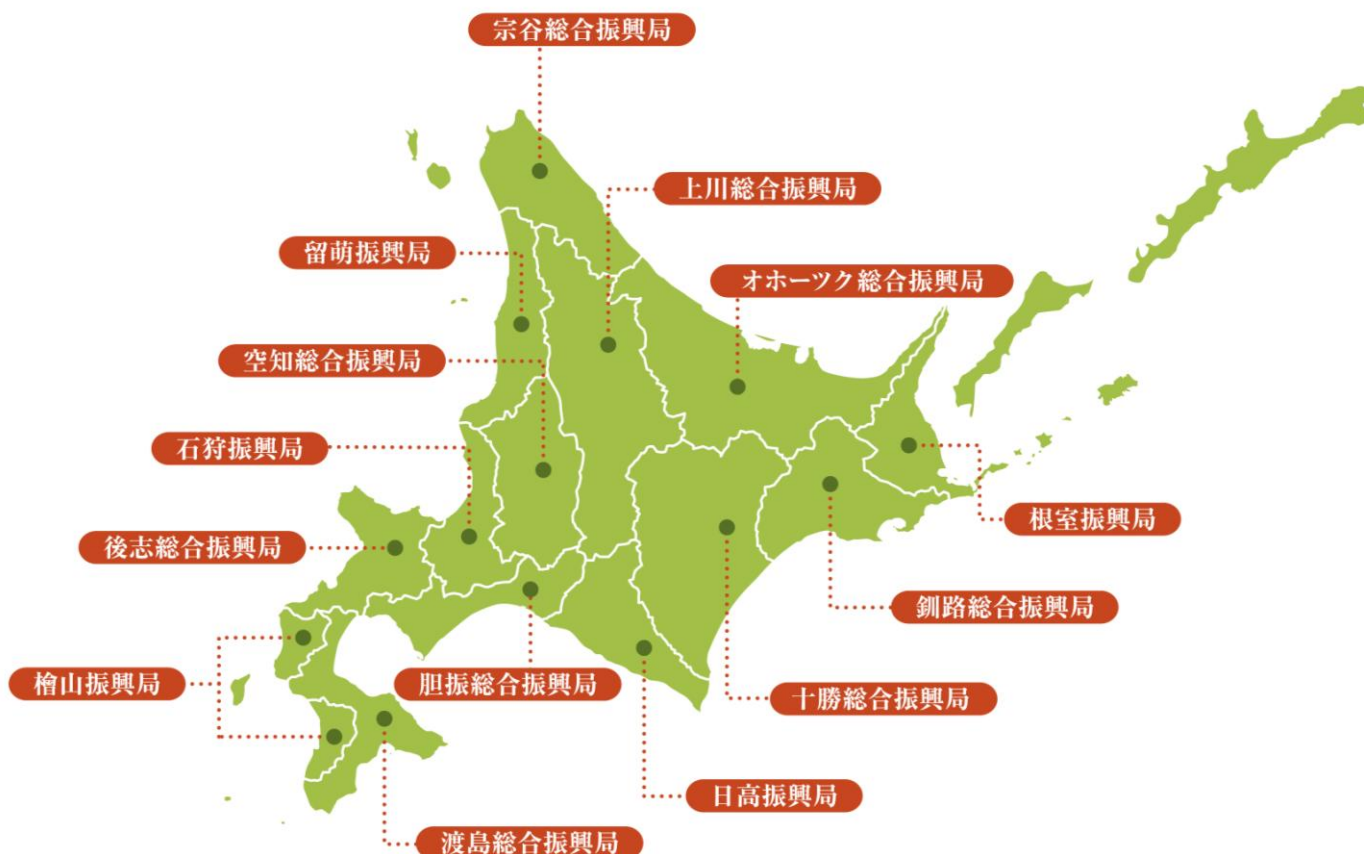 宗谷総合振興局
上川総合振興局
留萌振興局
オホーツク総合振興局
空知総合振興局
石狩振興局
根室振興局
後志総合振興局
釧路総合振興局
檜山振興局
胆振総合振興局
十勝総合振興局
日高振興局
渡島総合振興局